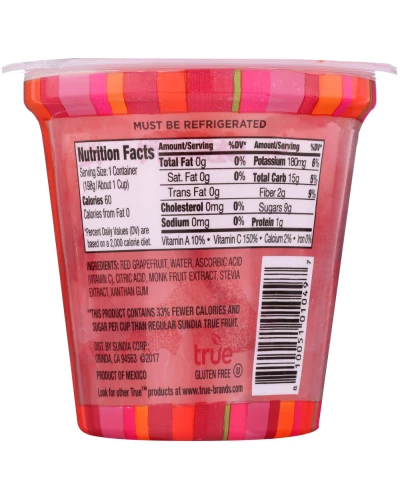 MUST BE REFRIGERATED
Nutrition Facts
Serving Size: 1 Container
(198g/About 1 Cup)
Calories 60
Calories from Fat 0
*Percent Daily Values (DV) are
based on a 2,000 calorie diet.
Amount/Serving %DV* Amount/Serving %DV*
Total Fat 0g 0% Potassium 180mg 6%
Sat. Fat 0g 0% Total Carb 15g 5%
Trans Fat 0g Fiber 2g 9%
Cholesterol 0mg 0% Sugars 9g
Sodium 0mg 0% Protein 1g
Vitamin A 10% • Vitamin C 150% • Calcium 2% • Iron 0%
INGREDIENTS: RED GRAPEFRUIT, WATER, ASCORBIC ACID
(VITAMIN C), CITRIC ACID, MONK FRUIT EXTRACT, STEVIA
EXTRACT, XANTHAN GUM
**THIS PRODUCT CONTAINS 33% FEWER CALORIES AND
SUGAR PER CUP THAN REGULAR SUNDIA TRUE FRUIT.
DIST. BY SUNDIA CORP.
ORINDA, CA 94563 ©2017
PRODUCT OF MEXICO
true
GLUTEN FREE U
Look for other True™ products at www.true-brands.com
8 10051 01049 7